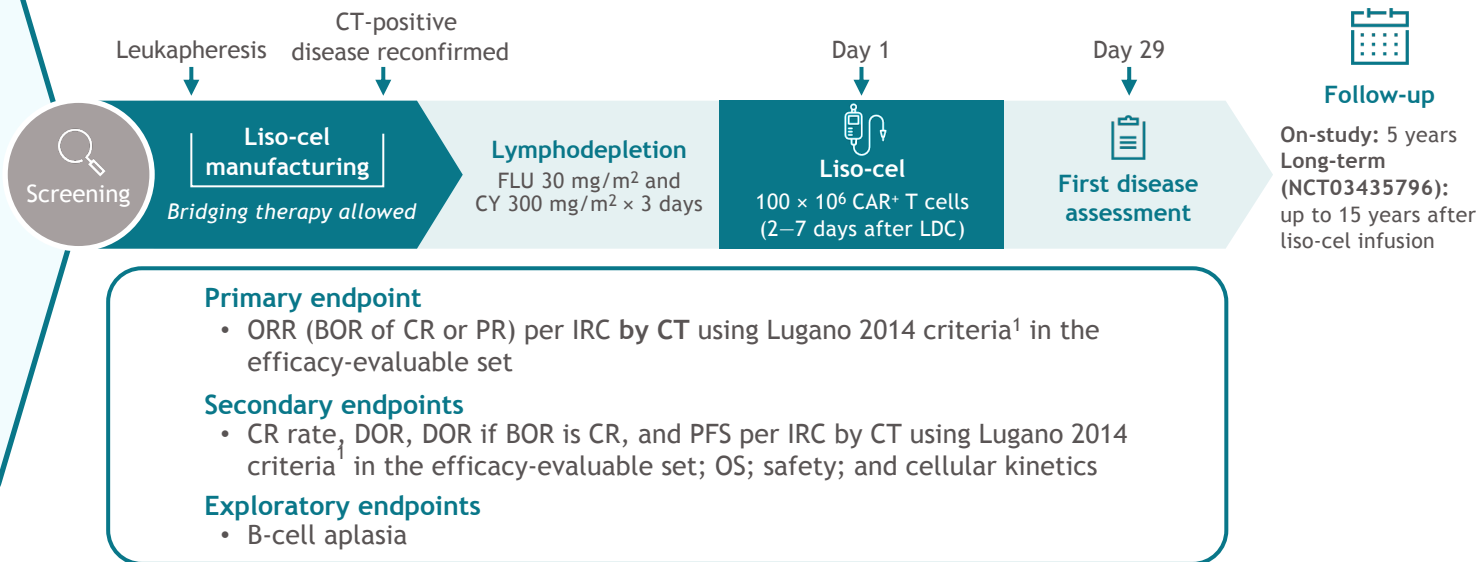 Leukapheresis
CT-positive
disease reconfirmed
Day 1
Day 29
Screening
Liso-cel
manufacturing
Bridging therapy allowed
Lymphodepletion
FLU 30 mg/m² and
CY 300 mg/m² × 3 days
Liso-cel
100 × 10⁶ CAR⁺ T cells
(2—7 days after LDC)
First disease
assessment
Follow-up
On-study: 5 years
Long-term
(NCT03435796):
up to 15 years after
liso-cel infusion
Primary endpoint
• ORR (BOR of CR or PR) per IRC by CT using Lugano 2014 criteria¹ in the
efficacy-evaluable set
Secondary endpoints
• CR rate, DOR, DOR if BOR is CR, and PFS per IRC by CT using Lugano 2014
criteria¹ in the efficacy-evaluable set; OS; safety; and cellular kinetics
Exploratory endpoints
• B-cell aplasia